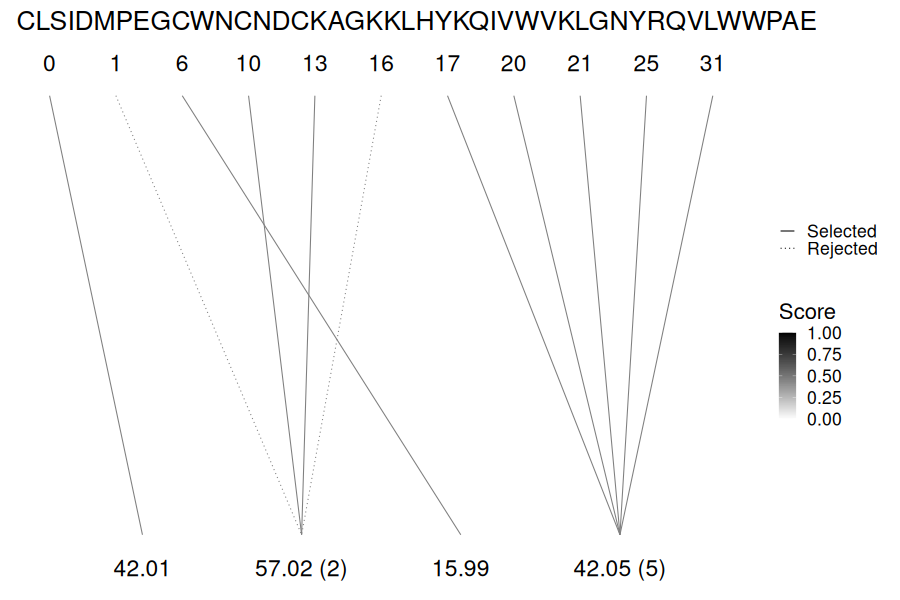 CLSIDMPEGCWNCNDCKAGKKLHYKQIVWVKLGNYRQVLWWPAE
0 1 6 10 13 16 17 20 21 25 31
Selected
Rejected
Score
1.00
0.75
0.50
0.25
0.00
42.01 57.02 (2) 15.99 42.05 (5)